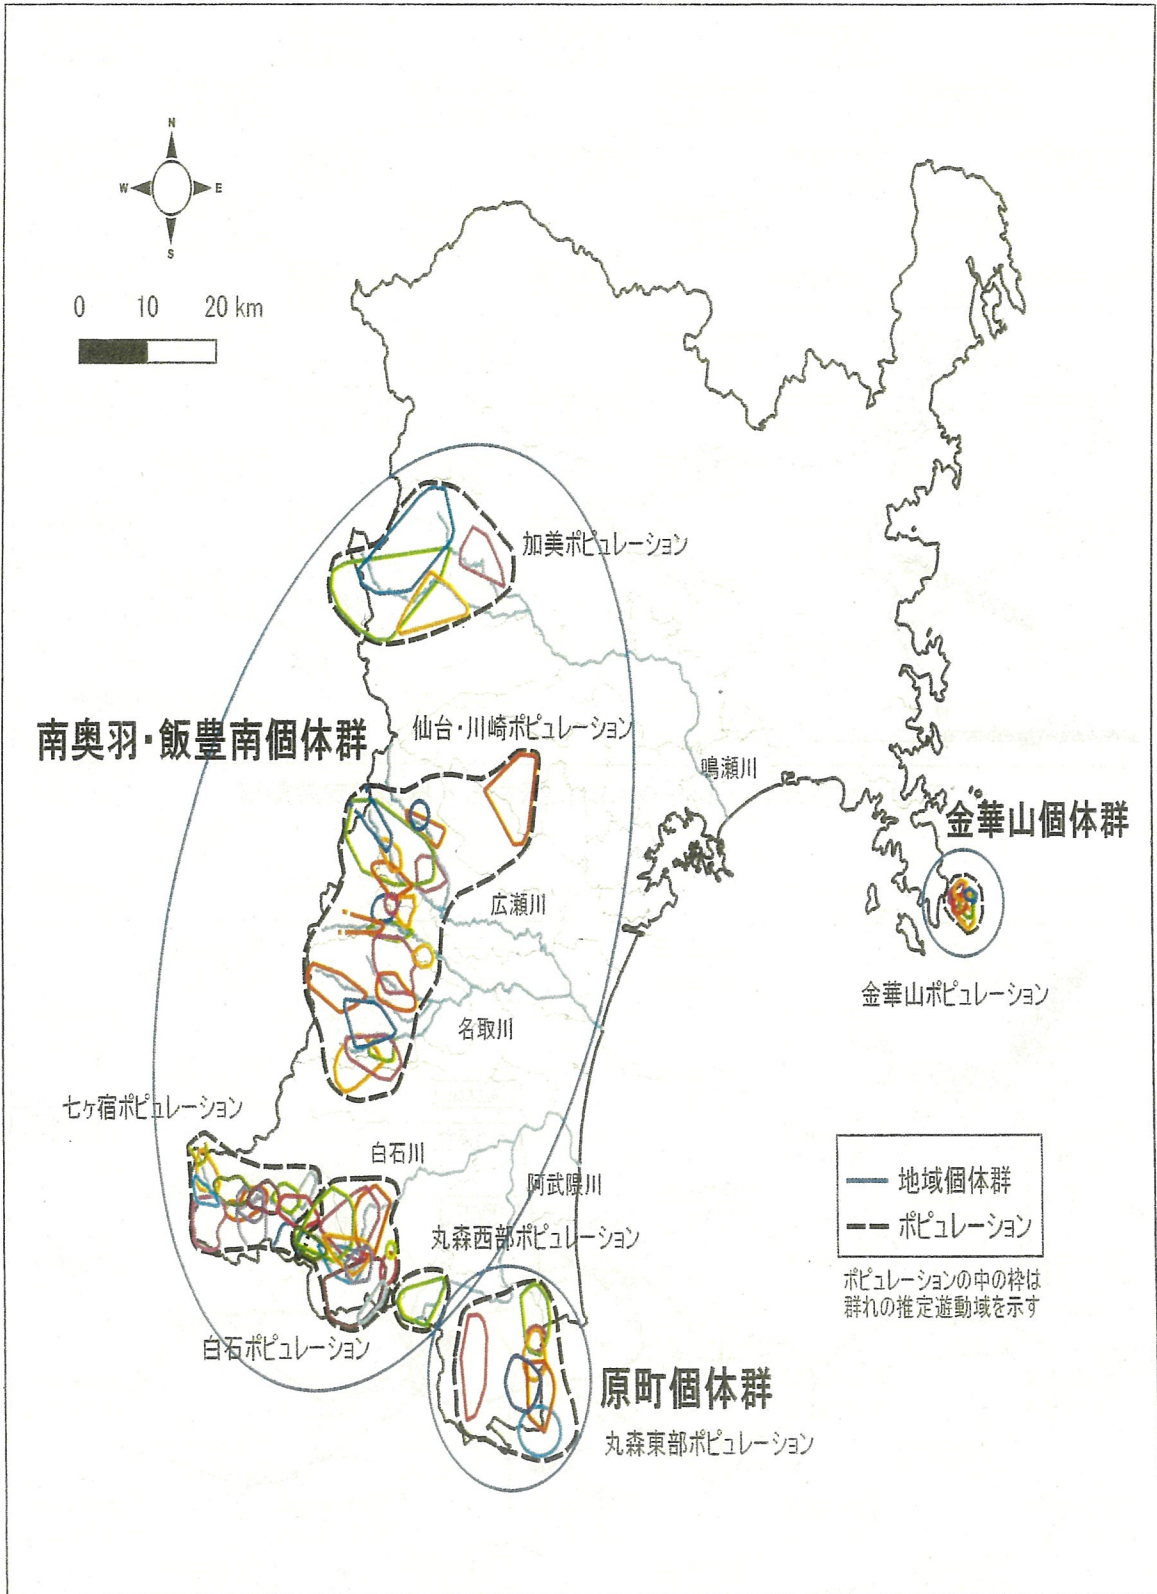 N
W E
S
0 10 20 km
加美ポピュレーション
南奥羽・飯豊南個体群
仙台・川崎ポピュレーション
鳴瀬川
金華山個体群
広瀬川
金華山ポピュレーション
名取川
七ヶ宿ポピュレーション
白石川
阿武隈川
地域個体群
ポピュレーション
丸森西部ポピュレーション
ポピュレーションの中の枠は
群れの推定遊動域を示す
白石ポピュレーション
原町個体群
丸森東部ポピュレーション